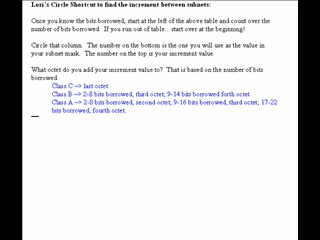 Lori's Circle Shortcut to find the increment between subnets:
Once you know the bits borrowed, start at the left of the above table and count over the
number of bits borrowed. If you run out of table…start over at the beginning!
Circle that column. The number on the bottom is the one you will use as the value in
your subnet mask. The number on the top is your increment value.
What octet do you add your increment value to? That is based on the number of bits
borrowed.
Class C --> last octet
Class B --> 2-8 bits borrowed, third octet; 9-14 bits borrowed forth octet
Class A --> 2-8 bits borrowed, second octet, 9-16 bits borrowed, third octet, 17-22
bits borrowed, fourth octet